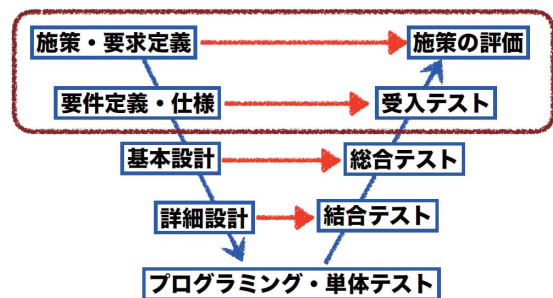 施策・要求定義
施策の評価
要件定義・仕様
受入テスト
基本設計
総合テスト
詳細設計
結合テスト
プログラミング・単体テスト